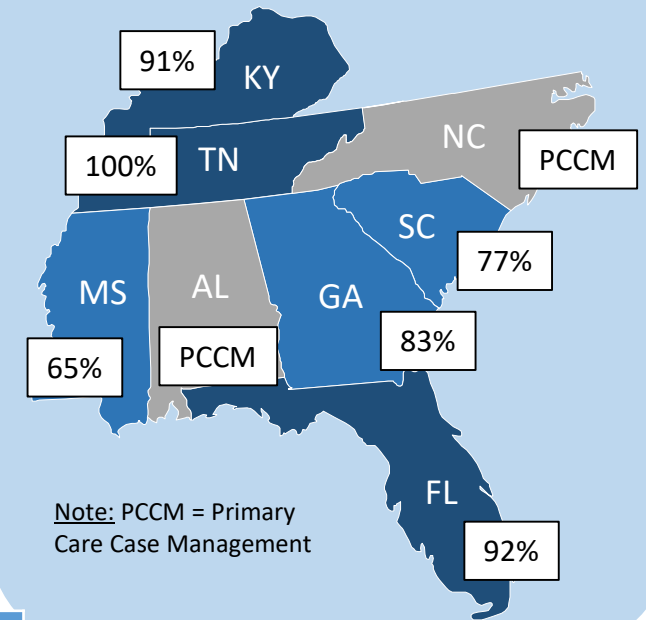 91%
KY
NC
PCCM
100%
TN
SC
77%
MS
AL
GA
65%
PCCM
83%
FL
92%
Note: PCCM = Primary
Care Case Management